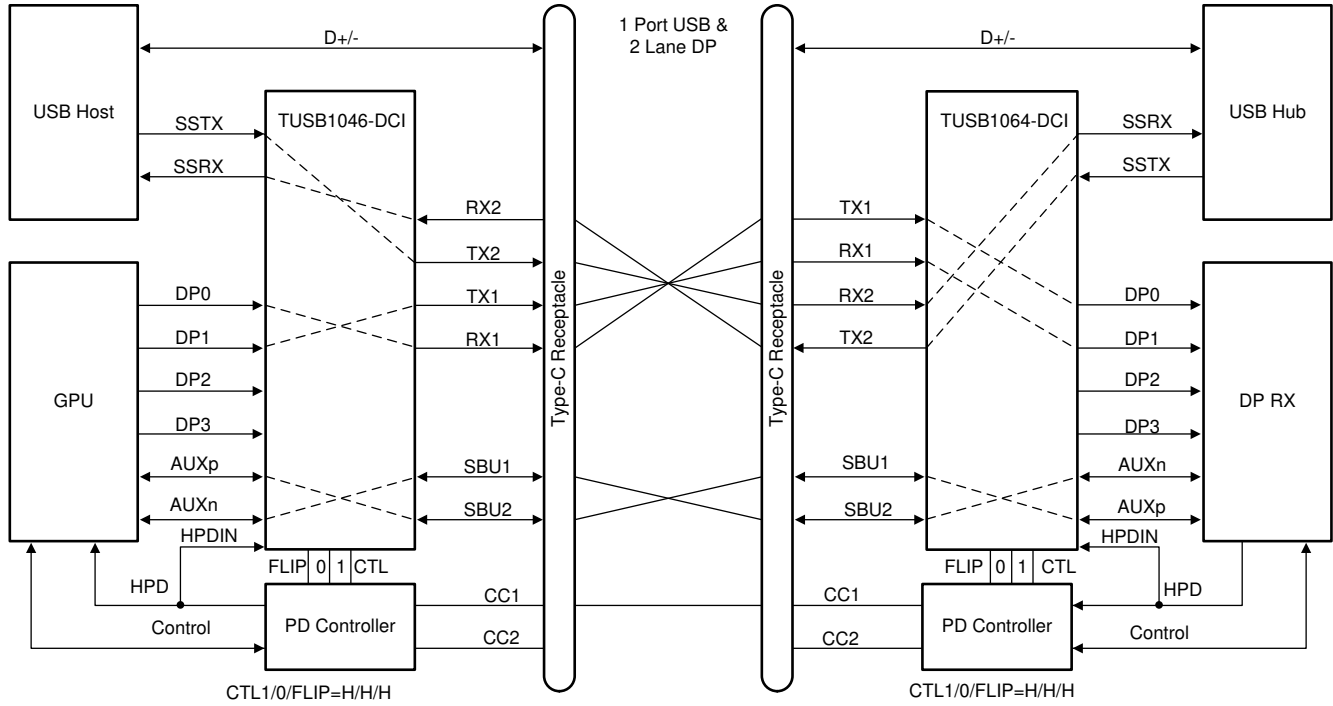 1 Port USB &
2 Lane DP
D+/-
D+/-
USB Host
TUSB1046-DCI
TUSB1064-DCI
USB Hub
SSTX
SSRX
SSRX
SSTX
RX2
TX2
TX1
RX1
TX1
RX1
RX2
TX2
Type-C Receptacle
Type-C Receptacle
GPU
DP0
DP1
DP2
DP3
AUXp
AUXn
HPDIN
SBU1
SBU2
SBU1
SBU2
DP0
DP1
DP2
DP3
AUXn
AUXp
HPDIN
DP RX
FLIP 0 1 CTL
FLIP 0 1 CTL
HPD
Control
PD Controller
CC1
CC2
CC1
CC2
PD Controller
HPD
Control
CTL1/0/FLIP=H/H/H
CTL1/0/FLIP=H/H/H